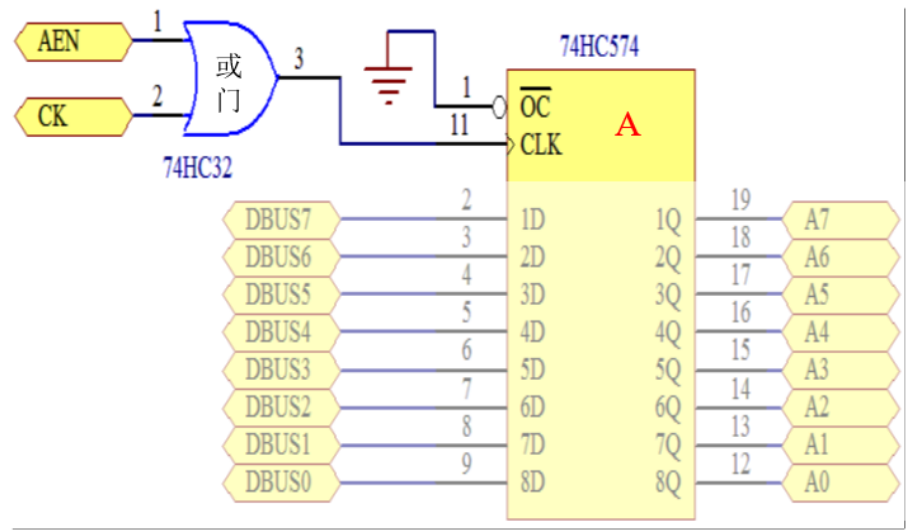 AEN
1
CK
2
或
门
3
74HC32
74HC574
1
OC
11
CLK
A
DBUS7 2 1D 1Q 19 A7
DBUS6 3 2D 2Q 18 A6
DBUS5 4 3D 3Q 17 A5
DBUS4 5 4D 4Q 16 A4
DBUS3 6 5D 5Q 15 A3
DBUS2 7 6D 6Q 14 A2
DBUS1 8 7D 7Q 13 A1
DBUS0 9 8D 8Q 12 A0